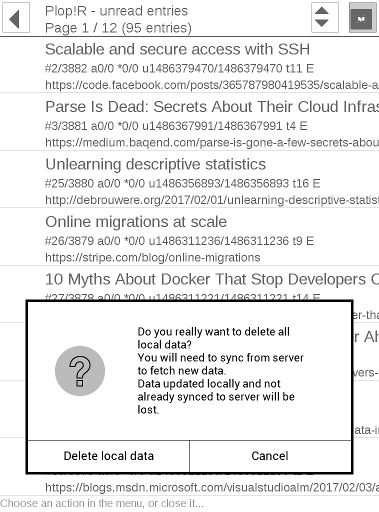 Plop!R - unread entries
Page 1 / 12 (95 entries)
Scalable and secure access with SSH
#2/3882 a0/0 *0/0 u1486379470/1486379470 t11 E
https://code.facebook.com/posts/365787980419535/scalable-a
Parse Is Dead: Secrets About Their Cloud Infras
#3/3881 a0/0 *0/0 u1486367991/1486367991 t4 E
https://medium.baqend.com/parse-is-gone-a-few-secrets-abou
Unlearning descriptive statistics
#25/3880 a0/0 *0/0 u1486356893/1486356893 t16 E
http://debrouwere.org/2017/02/01/unlearning-descriptive-statist
Online migrations at scale
#26/3879 a0/0 *0/0 u1486311236/1486311236 t9 E
https://stripe.com/blog/online-migrations
10 Myths About Docker That Stop Developers C
#27/3878 a0/0 *0/0 u1486311221/1486311221 t14 E
er-tha
r Ah
vers-
ata-in
Do you really want to delete all
local data?
You will need to sync from server
to fetch new data.
Data updated locally and not
already synced to server will be
lost.
Delete local data
Cancel
https://blogs.msdn.microsoft.com/visualstudioalm/2017/02/03/a
Choose an action in the menu, or close it...